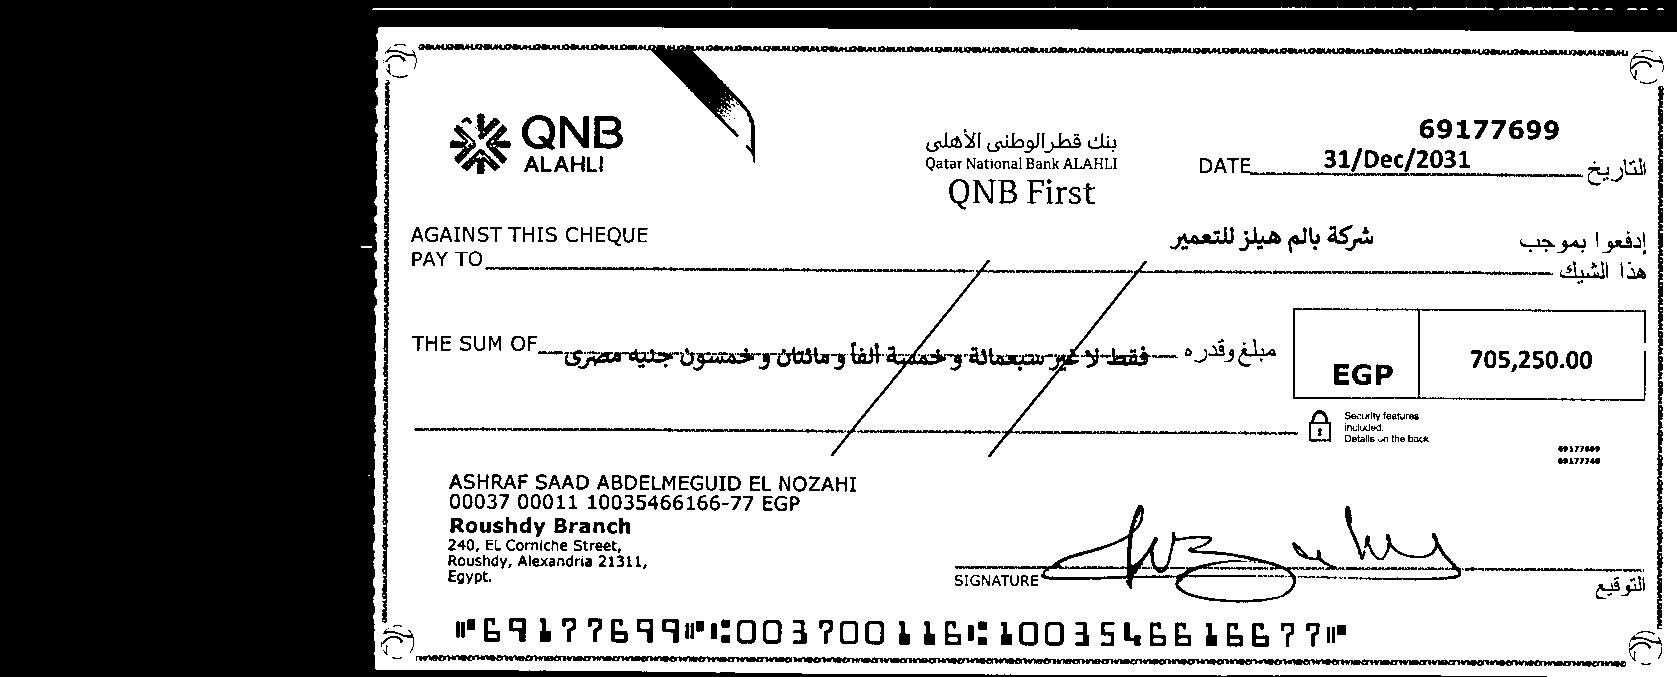 QNB
ALAHLI
بنك قطر الوطنى الأهلى
Qatar National Bank ALAHLI
QNB First
69177699
DATE 31/Dec/2031 التاريخ
AGAINST THIS CHEQUE
PAY TO
شركة بالم هيلز للتعمير
إدفعوا بموجب
هذا الشيك
THE SUM OF فقط لا غير سبعمائة و خمسة ألفاً و مائتان و خمسون جنيه مصرى مبلغ وقدره
EGP 705,250.00
Security features
included.
Details on the back
69177699
69177748
ASHRAF SAAD ABDELMEGUID EL NOZAHI
00037 00011 10035466166-77 EGP
Roushdy Branch
240, EL Corniche Street,
Roushdy, Alexandria 21311,
Egypt.
SIGNATURE التوقيع
⑈69177699⑈⑆003700116⑆1003546616677⑈